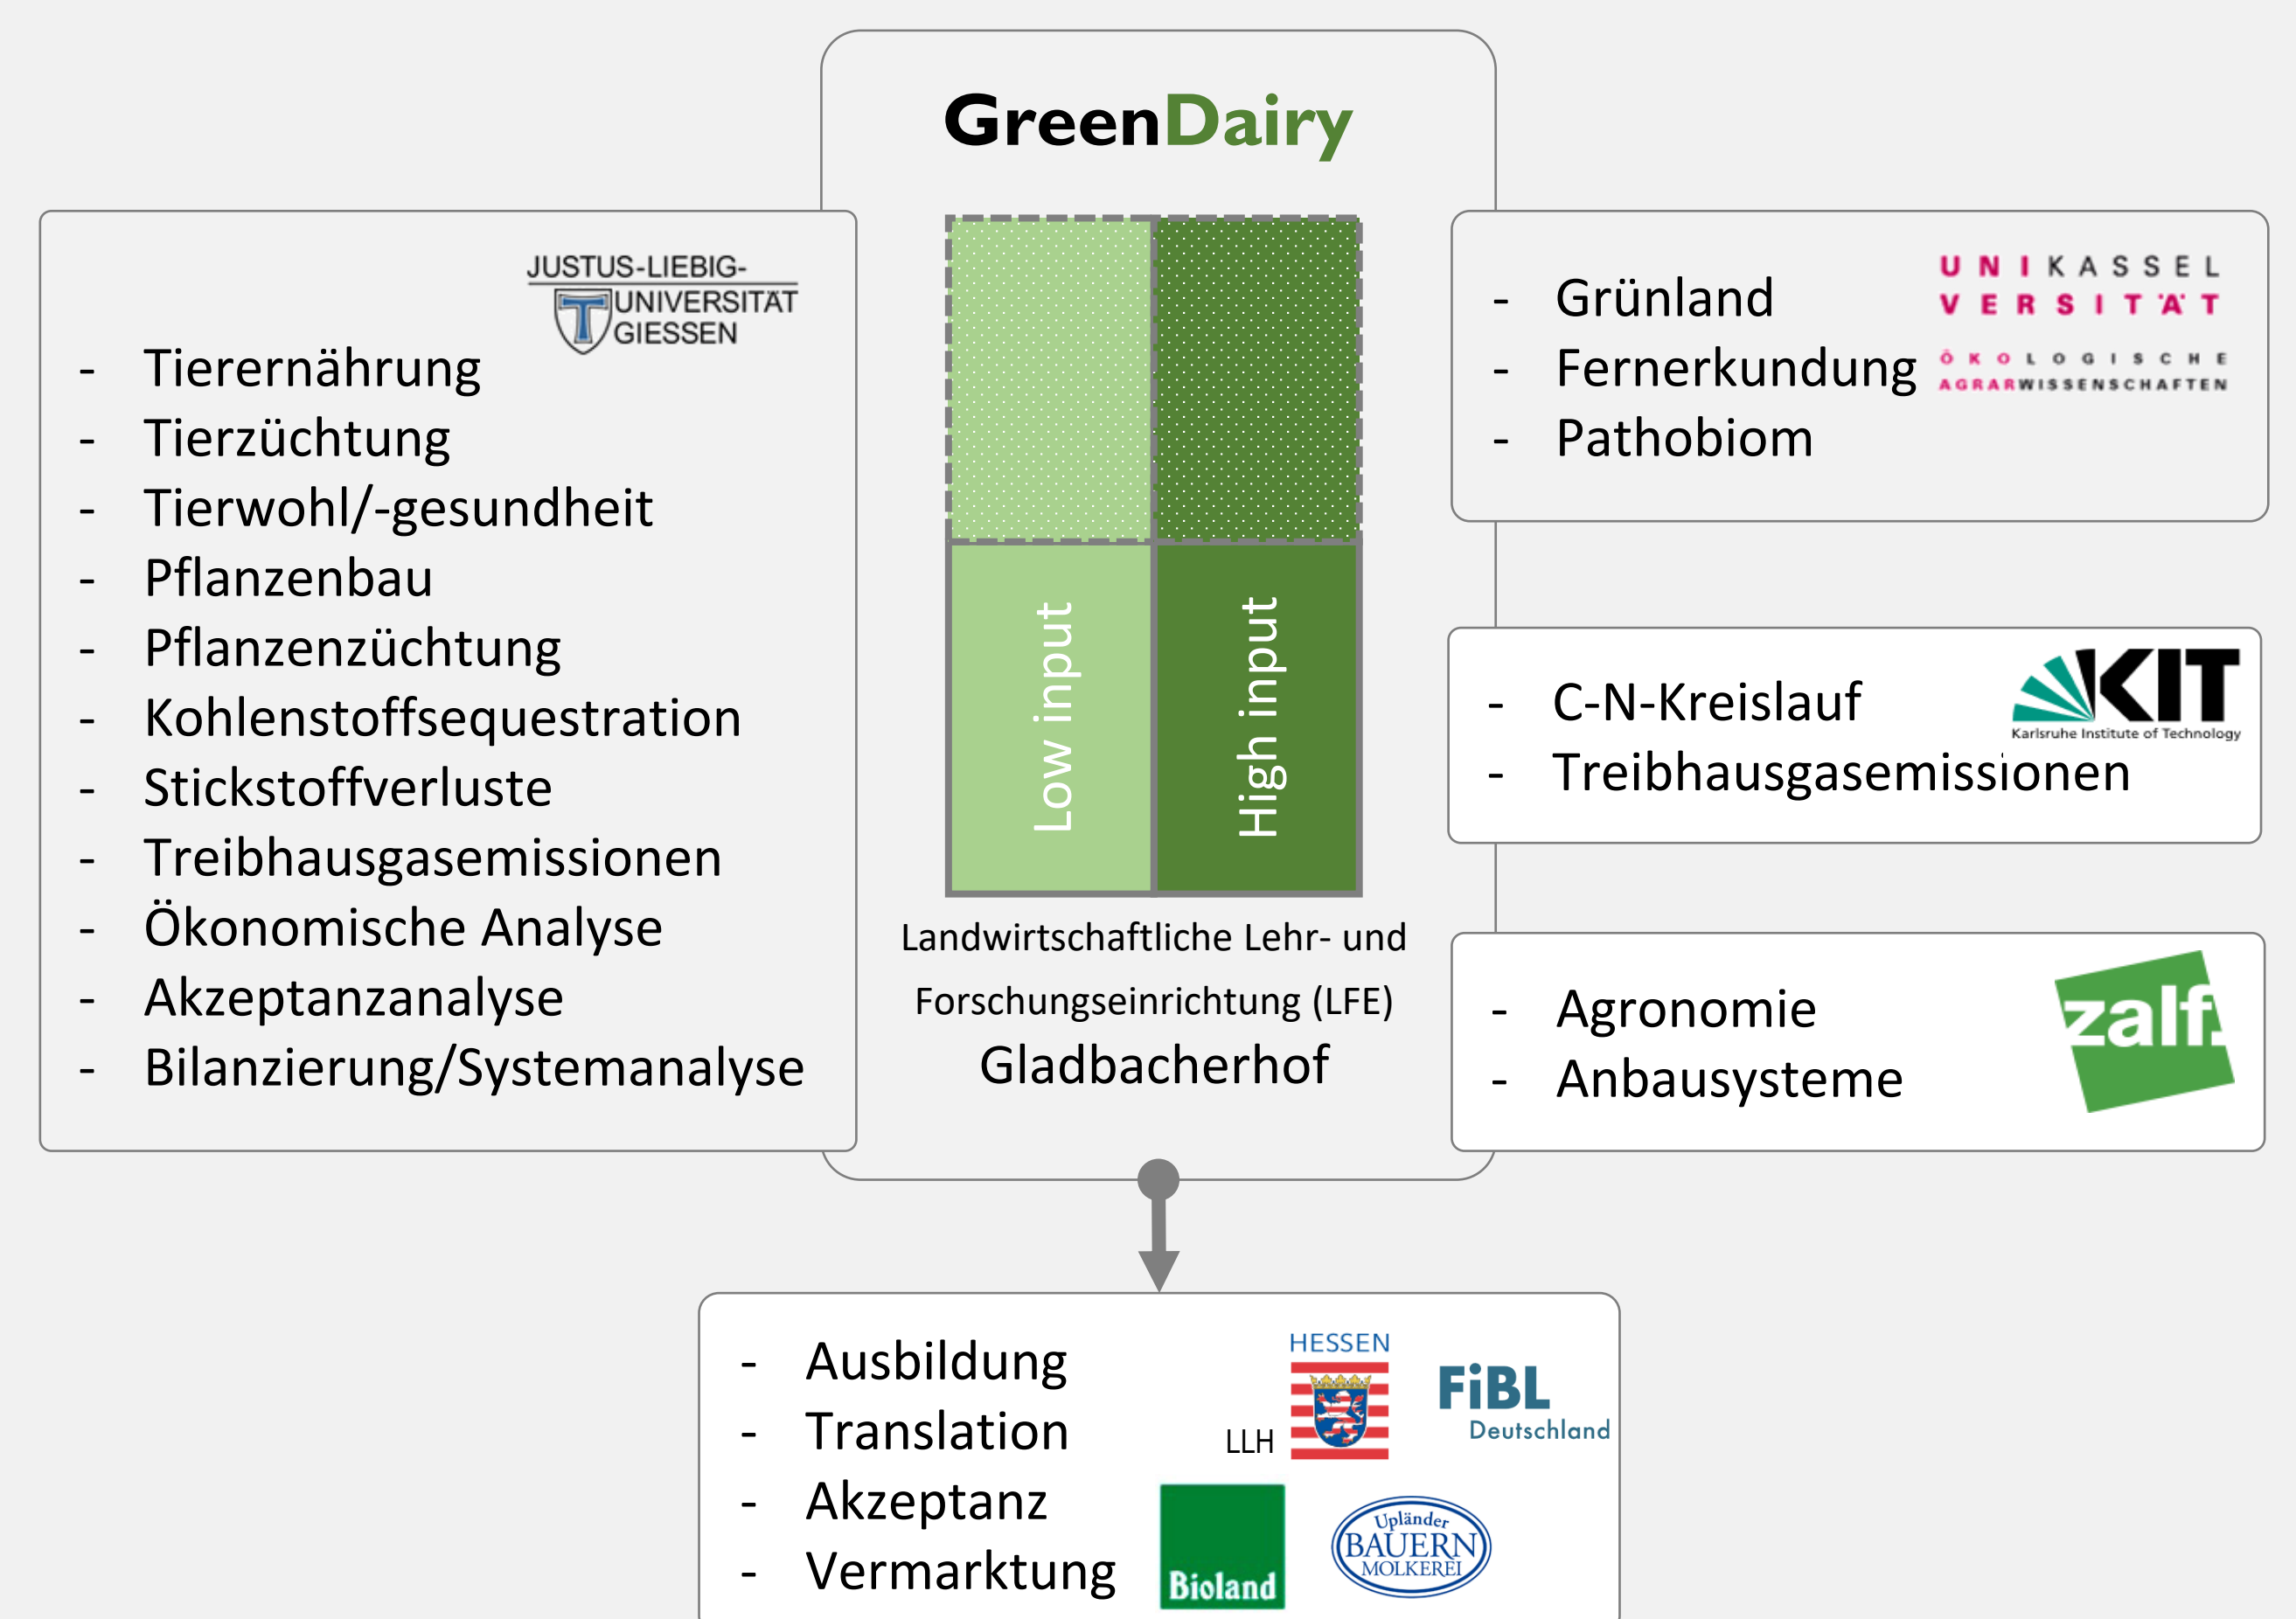 GreenDairy
JUSTUS-LIEBIG-
UNIVERSITÄT
GIESSEN
- Tierernährung
- Tierzüchtung
- Tierwohl/-gesundheit
- Pflanzenbau
- Pflanzenzüchtung
- Kohlenstoffsequestration
- Stickstoffverluste
- Treibhausgasemissionen
- Ökonomische Analyse
- Akzeptanzanalyse
- Bilanzierung/Systemanalyse
Low input
High input
Landwirtschaftliche Lehr- und
Forschungseinrichtung (LFE)
Gladbacherhof
UNIKASSEL
VERSITÄT
ÖKOLOGISCHE
AGRARWISSENSCHAFTEN
- Grünland
- Fernerkundung
- Pathobiom
KIT
Karlsruhe Institute of Technology
- C-N-Kreislauf
- Treibhausgasemissionen
zalf
- Agronomie
- Anbausysteme
- Ausbildung
- Translation
- Akzeptanz
- Vermarktung
HESSEN
LLH
FiBL
Deutschland
Bioland
Upländer
BAUERN
MOLKEREI